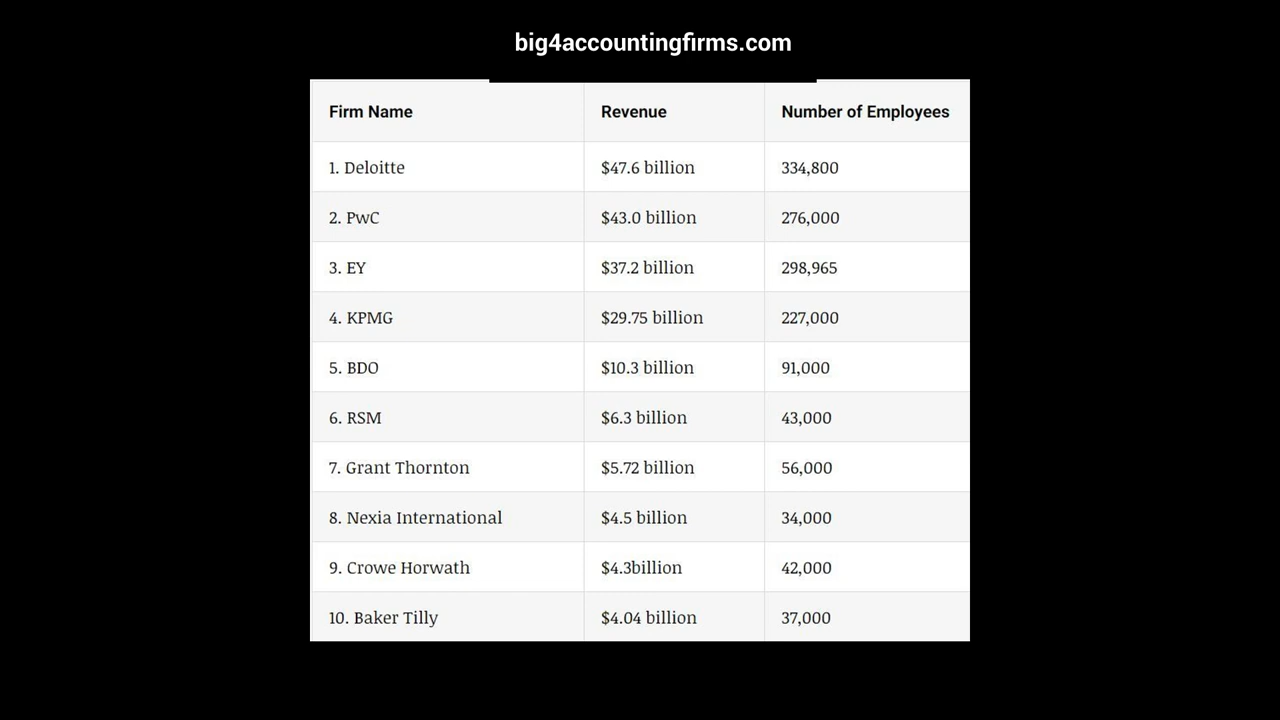 big4accountingfirms.com
Firm Name Revenue Number of Employees
1. Deloitte $47.6 billion 334,800
2. PwC $43.0 billion 276,000
3. EY $37.2 billion 298,965
4. KPMG $29.75 billion 227,000
5. BDO $10.3 billion 91,000
6. RSM $6.3 billion 43,000
7. Grant Thornton $5.72 billion 56,000
8. Nexia International $4.5 billion 34,000
9. Crowe Horwath $4.3billion 42,000
10. Baker Tilly $4.04 billion 37,000